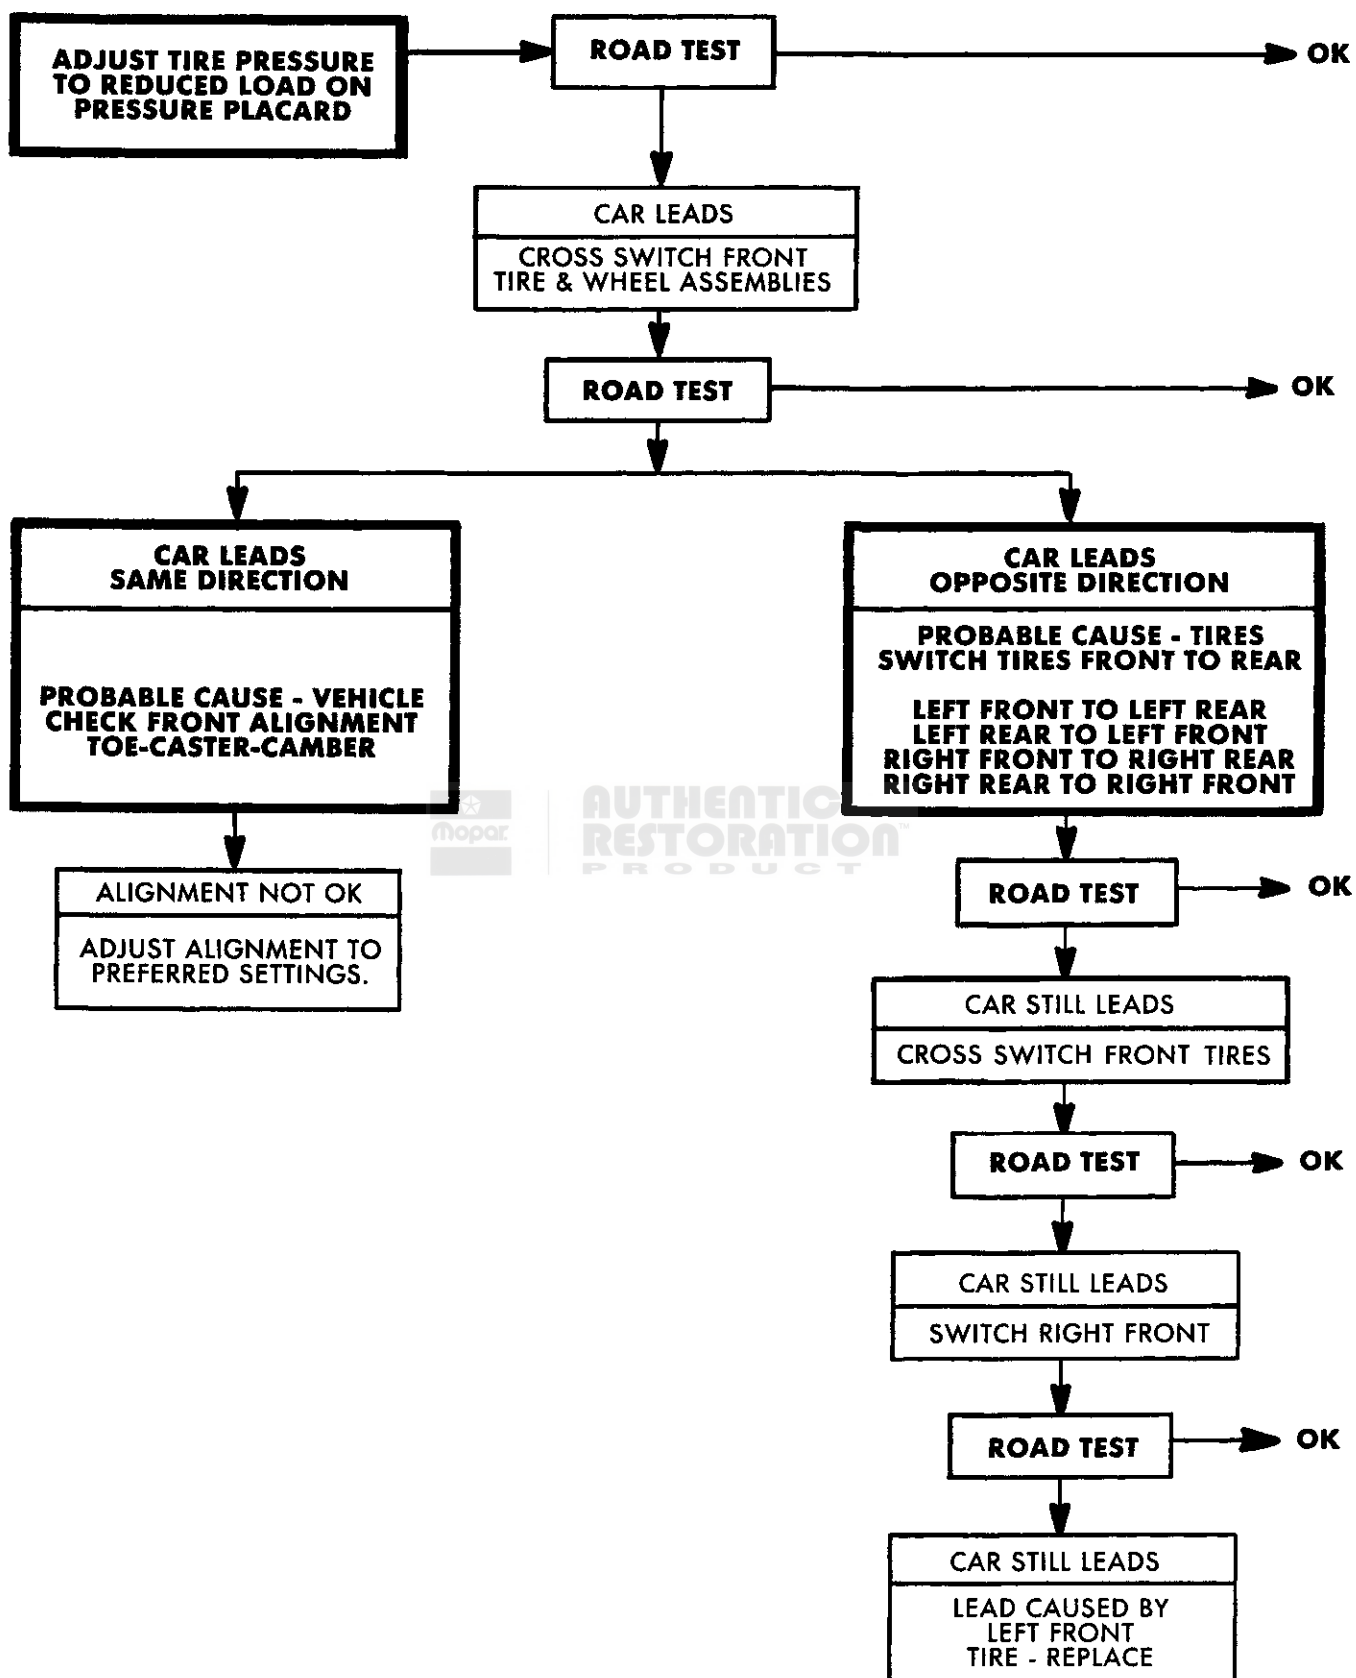 ADJUST TIRE PRESSURE
TO REDUCED LOAD ON
PRESSURE PLACARD
ROAD TEST
OK
CAR LEADS
CROSS SWITCH FRONT
TIRE & WHEEL ASSEMBLIES
ROAD TEST
OK
CAR LEADS
SAME DIRECTION
PROBABLE CAUSE - VEHICLE
CHECK FRONT ALIGNMENT
TOE-CASTER-CAMBER
ALIGNMENT NOT OK
ADJUST ALIGNMENT TO
PREFERRED SETTINGS.
CAR LEADS
OPPOSITE DIRECTION
PROBABLE CAUSE - TIRES
SWITCH TIRES FRONT TO REAR
LEFT FRONT TO LEFT REAR
LEFT REAR TO LEFT FRONT
RIGHT FRONT TO RIGHT REAR
RIGHT REAR TO RIGHT FRONT
Mopar.
AUTHENTIC
RESTORATION™
PRODUCT
ROAD TEST
OK
CAR STILL LEADS
CROSS SWITCH FRONT TIRES
ROAD TEST
OK
CAR STILL LEADS
SWITCH RIGHT FRONT
ROAD TEST
OK
CAR STILL LEADS
LEAD CAUSED BY
LEFT FRONT
TIRE - REPLACE